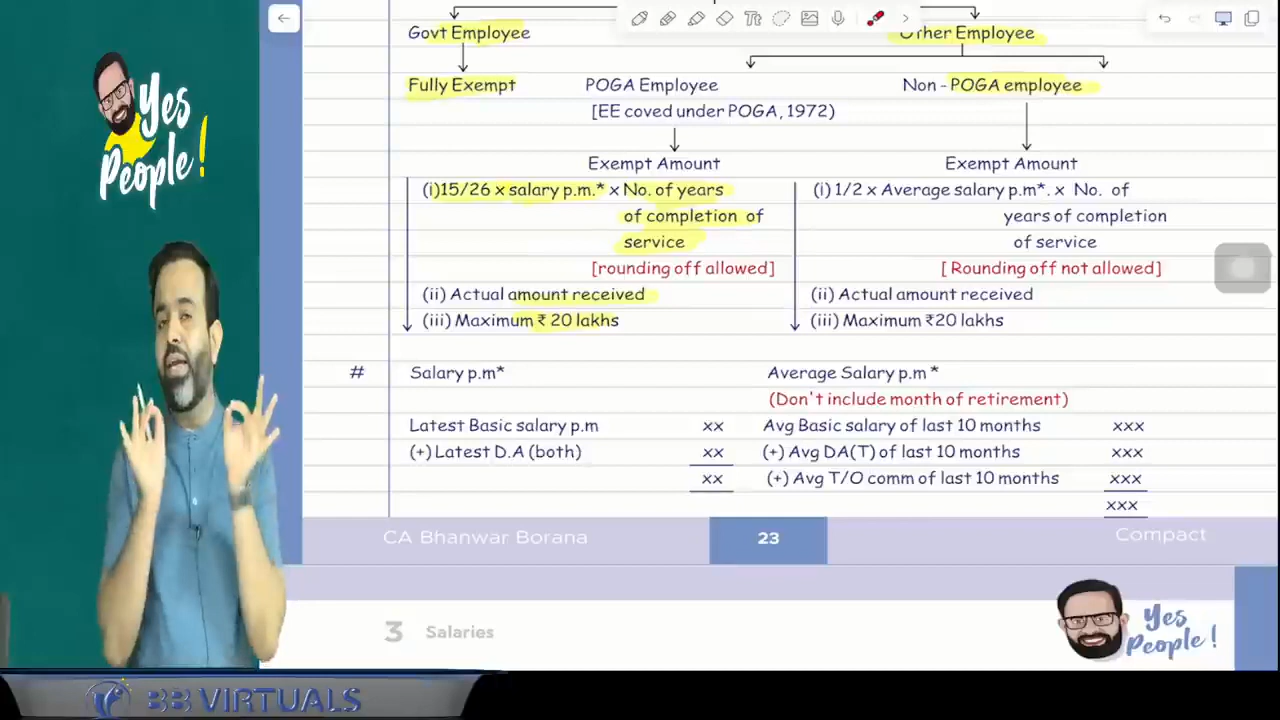 Yes
People !
Govt Employee
Other Employee
Fully Exempt
POGA Employee
Non - POGA employee
[EE coved under POGA, 1972)
Exempt Amount
Exempt Amount
(i)15/26 x salary p.m.* x No. of years
of completion of
service
[rounding off allowed]
(ii) Actual amount received
(iii) Maximum ₹ 20 lakhs
(i) 1/2 x Average salary p.m*. x No. of
years of completion
of service
[ Rounding off not allowed]
(ii) Actual amount received
(iii) Maximum ₹20 lakhs
# Salary p.m*
Average Salary p.m *
(Don't include month of retirement)
Latest Basic salary p.m xx
(+) Latest D.A (both) xx
xx
Avg Basic salary of last 10 months xxx
(+) Avg DA(T) of last 10 months xxx
(+) Avg T/O comm of last 10 months xxx
xxx
CA Bhanwar Borana
23
Compact
3 Salaries
Yes
People !
BB VIRTUALS